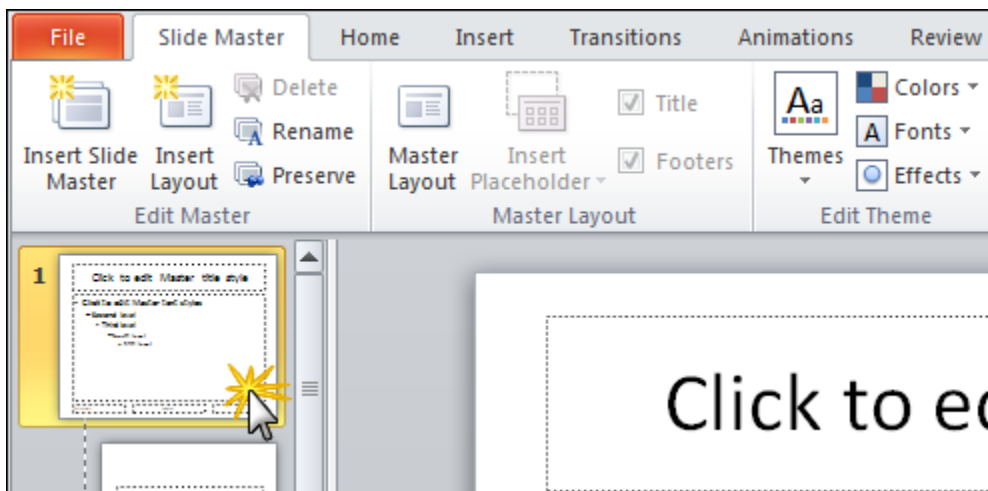 File Slide Master Home Insert Transitions Animations Review
Delete
Rename
Preserve
Insert Slide Master
Insert Layout
Edit Master
Master Layout
Insert Placeholder
Title
Footers
Master Layout
Aa
Themes
Colors
A Fonts
Effects
Edit Theme
1
Click to edit Master title style
Click to edit Master text styles
Second level
Third level
Click to ed